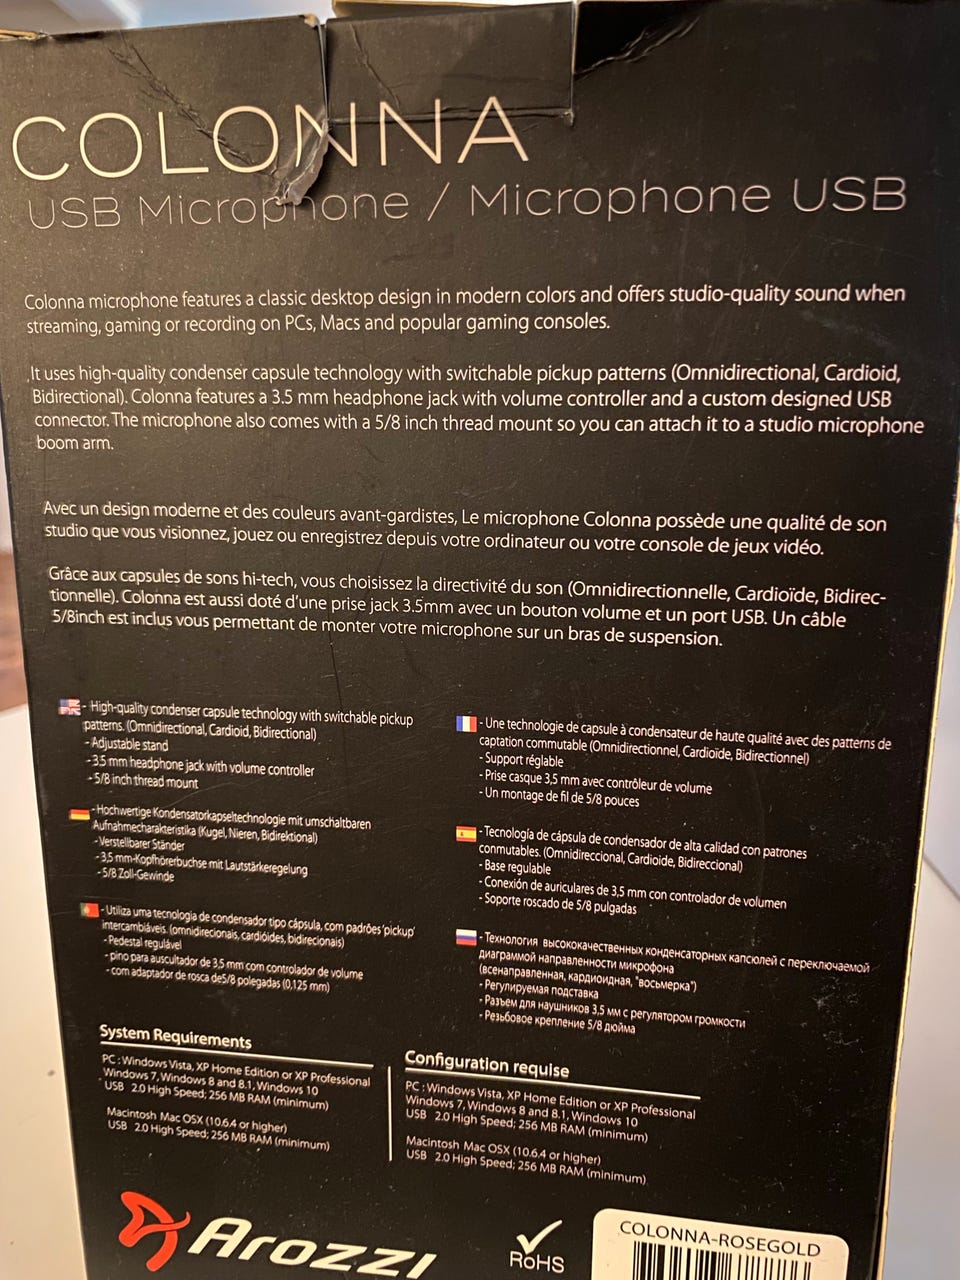 COLONNA
USB Microphone / Microphone USB
Colonna microphone features a classic desktop design in modern colors and offers studio-quality sound when
streaming, gaming or recording on PCs, Macs and popular gaming consoles.
It uses high-quality condenser capsule technology with switchable pickup patterns (Omnidirectional, Cardioid,
Bidirectional). Colonna features a 3.5 mm headphone jack with volume controller and a custom designed USB
connector. The microphone also comes with a 5/8 inch thread mount so you can attach it to a studio microphone
boom arm.
Avec un design moderne et des couleurs avant-gardistes, Le microphone Colonna possède une qualité de son
studio que vous visionnez, jouez ou enregistrez depuis votre ordinateur ou votre console de jeux vidéo.
Grâce aux capsules de sons hi-tech, vous choisissez la directivité du son (Omnidirectionnelle, Cardioïde, Bidirec-
tionnelle). Colonna est aussi doté d'une prise jack 3.5mm avec un bouton volume et un port USB. Un câble
5/8inch est inclus vous permettant de monter votre microphone sur un bras de suspension.
- High-quality condenser capsule technology with switchable pickup
patterns. (Omnidirectional, Cardioid, Bidirectional)
- Adjustable stand
- 3.5 mm headphone jack with volume controller
- 5/8 inch thread mount
- Hochwertige Kondensatorkapseltechnologie mit umschaltbaren
Aufnahmecharakteristika (Kugel, Nieren, Bidirektional)
- Verstellbarer Ständer
- 3,5 mm-Kopfhörerbuchse mit Lautstärkeregelung
- 5/8 Zoll-Gewinde
- Utiliza uma tecnologia de condensador tipo cápsula, com padrões 'pickup'
intercambiáveis. (omnidirecionais, cardióides, bidirecionais)
- Pedestal regulável
- pino para auscultador de 3,5 mm com controlador de volume
- com adaptador de rosca de5/8 polegadas (0,125 mm)
- Une technologie de capsule à condensateur de haute qualité avec des patterns de
captation commutable (Omnidirectionnel, Cardioïde, Bidirectionnel)
- Support réglable
- Prise casque 3,5 mm avec contrôleur de volume
- Un montage de fil de 5/8 pouces
- Tecnología de cápsula de condensador de alta calidad con patrones
conmutables. (Omnidireccional, Cardioide, Bidireccional)
- Base regulable
- Conexión de auriculares de 3,5 mm con controlador de volumen
- Soporte roscado de 5/8 pulgadas
- Технология высококачественных конденсаторных капсюлей с переключаемой
диаграммой направленности микрофона
(всенаправленная, кардиоидная, "восьмерка")
- Регулируемая подставка
- Разъем для наушников 3,5 мм с регулятором громкости
- Резьбовое крепление 5/8 дюйма
System Requirements
PC : Windows Vista, XP Home Edition or XP Professional
Windows 7, Windows 8 and 8.1, Windows 10
USB 2.0 High Speed; 256 MB RAM (minimum)
Macintosh Mac OSX (10.6.4 or higher)
USB 2.0 High Speed; 256 MB RAM (minimum)
Configuration requise
PC : Windows Vista, XP Home Edition or XP Professional
Windows 7, Windows 8 and 8.1, Windows 10
USB 2.0 High Speed; 256 MB RAM (minimum)
Macintosh Mac OSX (10.6.4 or higher)
USB 2.0 High Speed; 256 MB RAM (minimum)
Arozzi
RoHS
COLONNA-ROSEGOLD